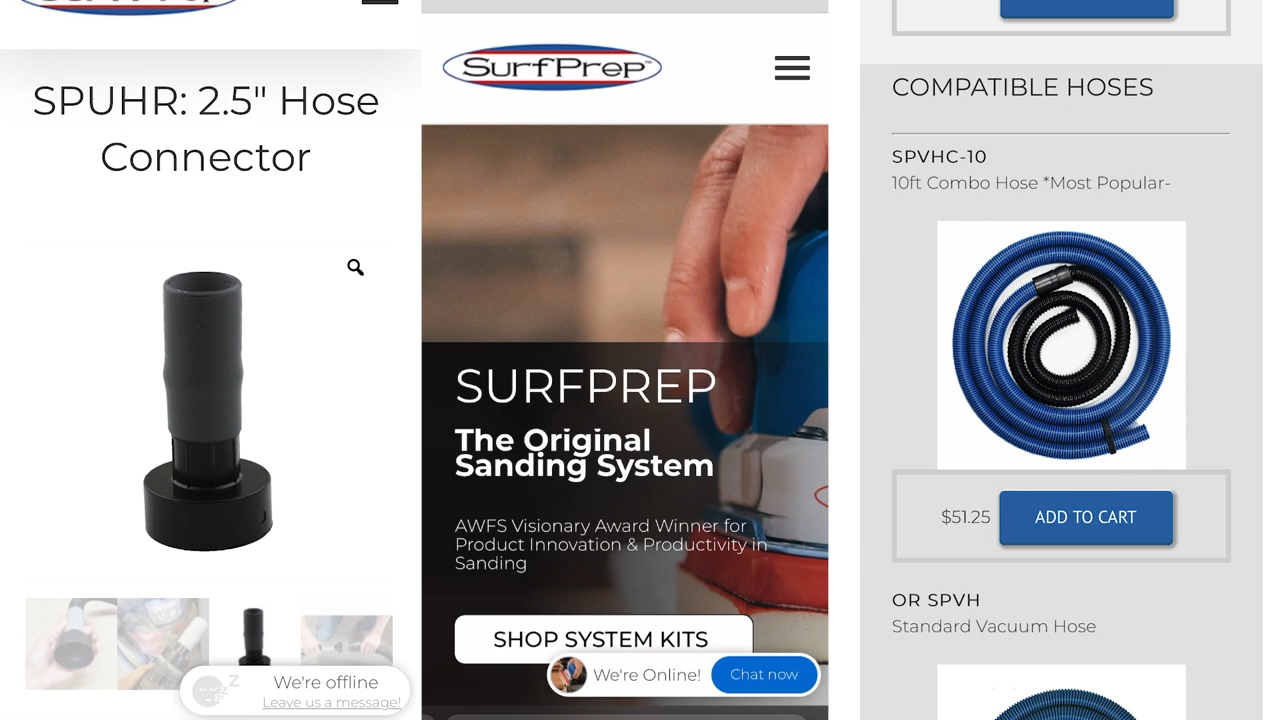 SPUHR: 2.5" Hose
Connector
We're offline
Leave us a message!
SurfPrep™
SURFPREP
The Original
Sanding System
AWFS Visionary Award Winner for
Product Innovation & Productivity in
Sanding
SHOP SYSTEM KITS
We're Online!
Chat now
COMPATIBLE HOSES
SPVHC-10
10ft Combo Hose *Most Popular-
$51.25
ADD TO CART
OR SPVH
Standard Vacuum Hose